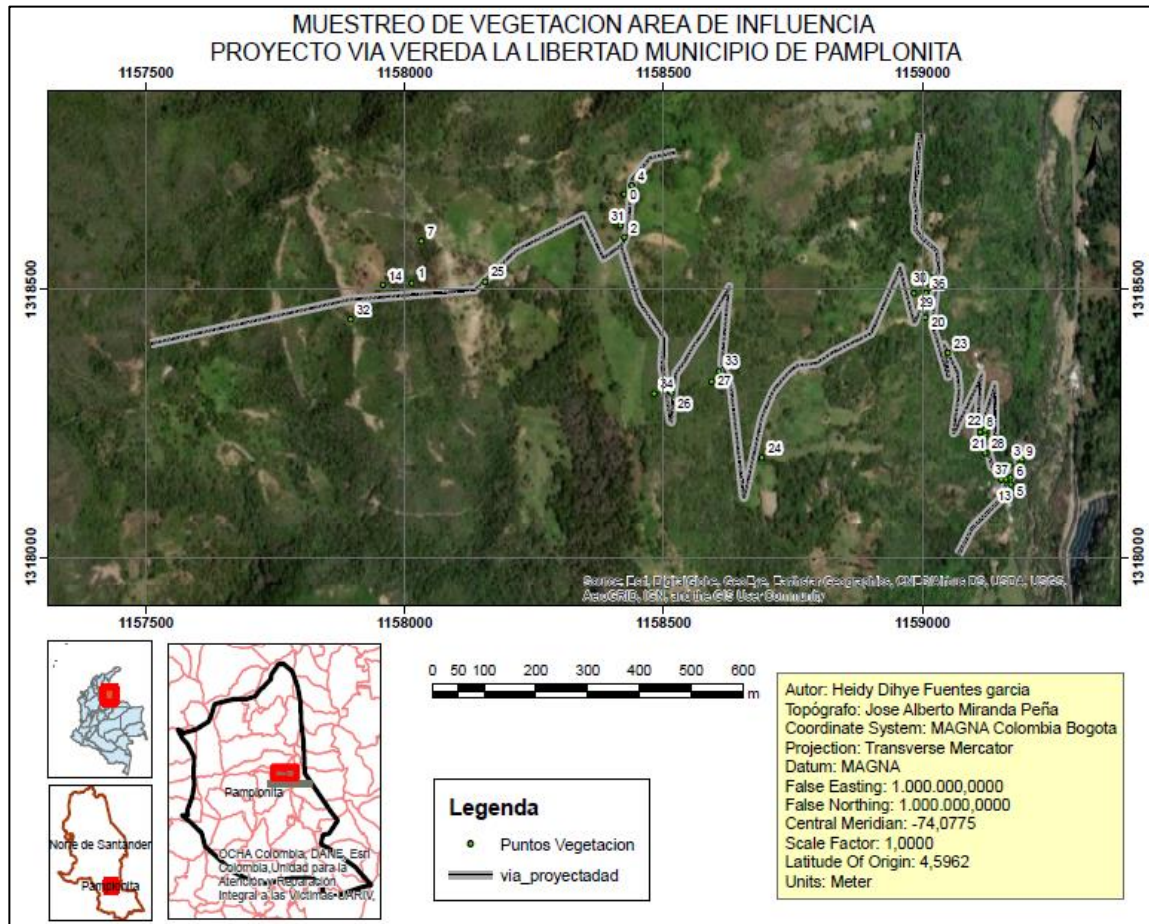 MUESTREO DE VEGETACION AREA DE INFLUENCIA
PROYECTO VIA VEREDA LA LIBERTAD MUNICIPIO DE PAMPLONITA
1157500 1158000 1158500 1159000
N
4
0
31
2
7
14 1 25
32
1318500 1318500
30 36
29
20
23
33
34 27
26
22 8
21 28
24
3 9
37 6
13 5
1318000 1318000
Source: Esri, DigitalGlobe, GeoEye, Earthstar Geographics, CNES/Airbus DS, USDA, USGS,
AeroGRID, IGN, and the GIS User Community
1157500 1158000 1158500 1159000
Pamplonita
OCHA Colombia, DANE, Esri
Colombia,Unidad para la
Atención y Reparación
Integral a las Victimas UARIV,
Norte de Santander
Pamplonita
0 50 100 200 300 400 500 600
m
Legenda
Puntos Vegetacion
via_proyectadad
Autor: Heidy Dihye Fuentes garcia
Topógrafo: Jose Alberto Miranda Peña
Coordinate System: MAGNA Colombia Bogota
Projection: Transverse Mercator
Datum: MAGNA
False Easting: 1.000.000,0000
False Northing: 1.000.000,0000
Central Meridian: -74,0775
Scale Factor: 1,0000
Latitude Of Origin: 4,5962
Units: Meter